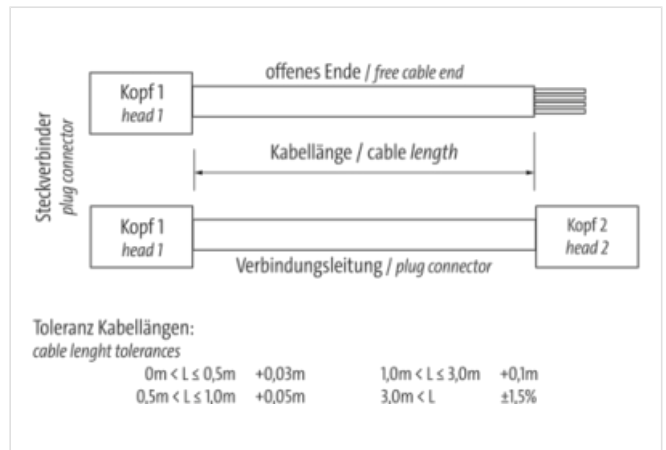 offenes Ende / free cable end
Kopf 1
head 1
Steckverbinder
plug connector
Kabellänge / cable length
Kopf 1
head 1
Kopf 2
head 2
Verbindungsleitung / plug connector
Toleranz Kabellängen:
cable lenght tolerances
0m < L ≤ 0,5m +0,03m 1,0m < L ≤ 3,0m +0,1m
0,5m < L ≤ 1,0m +0,05m 3,0m < L ±1,5%